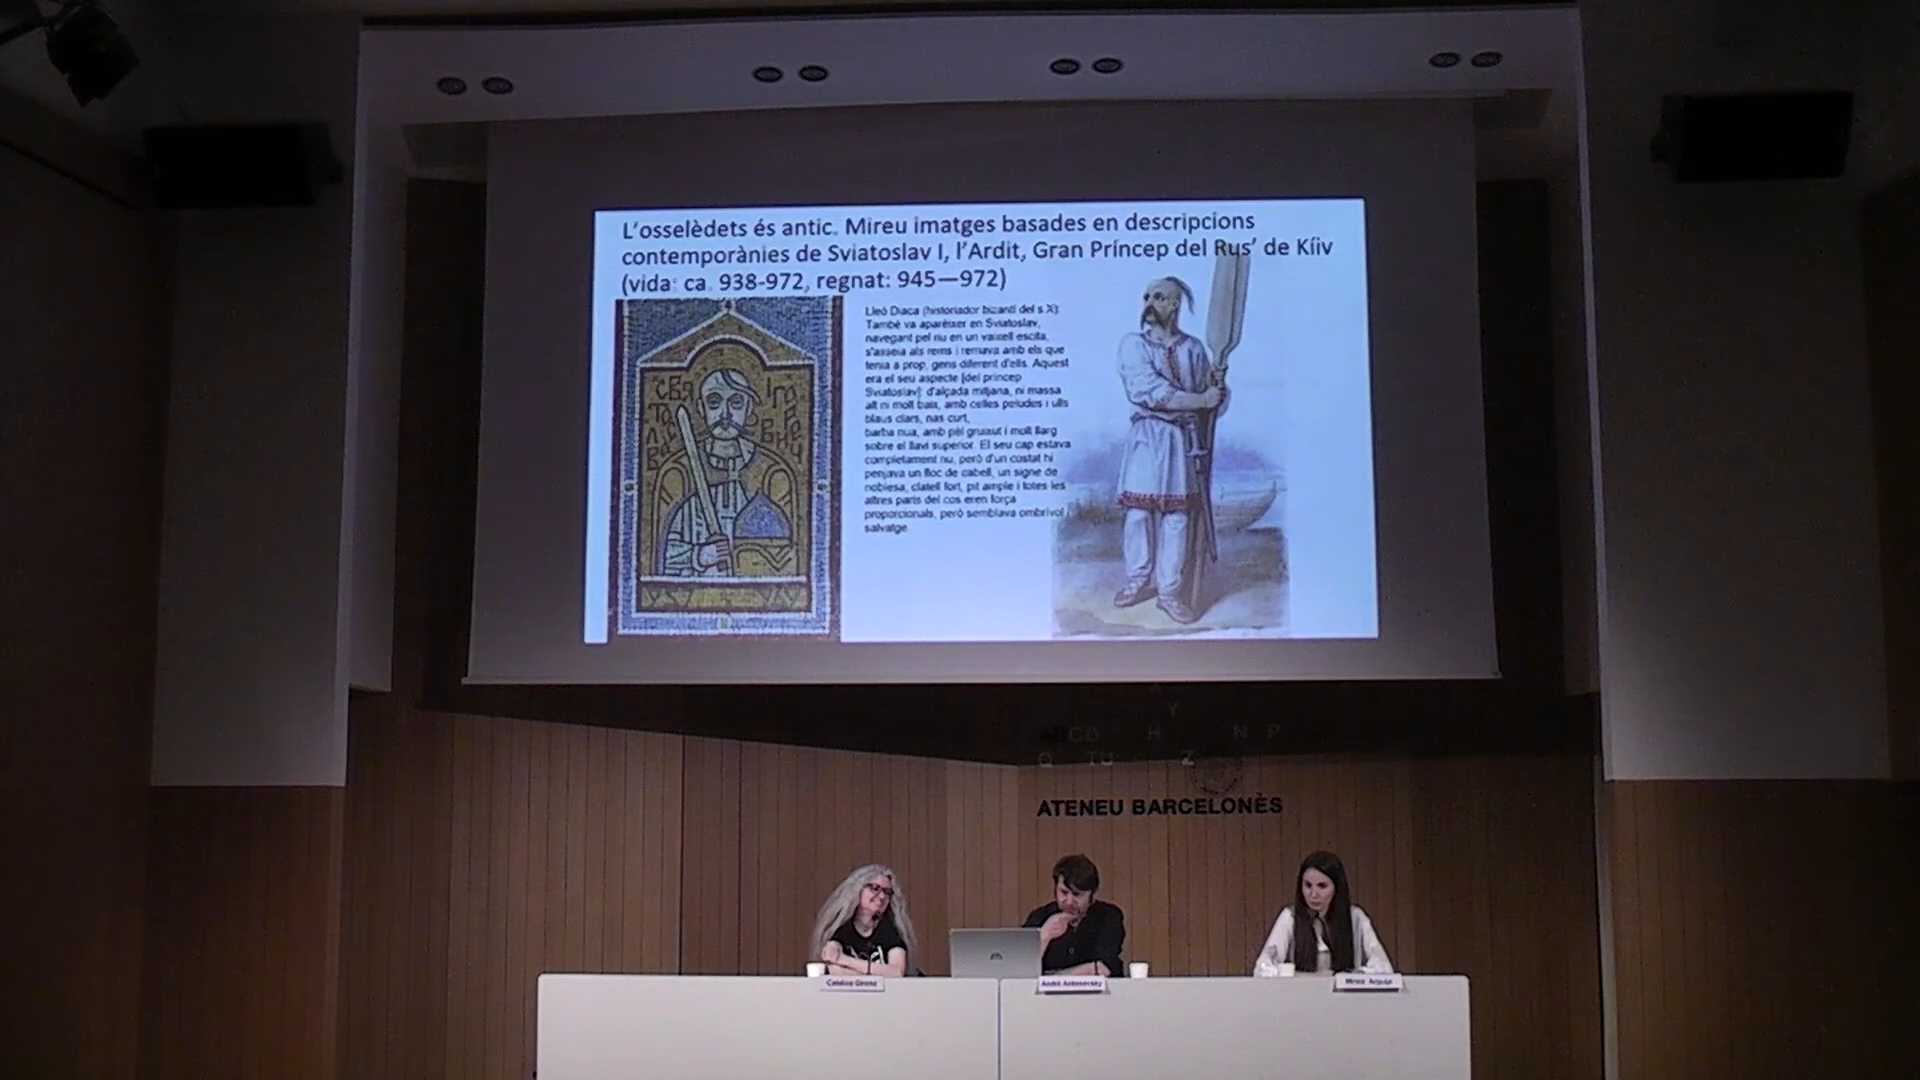 L'osselèdets és antic. Mireu imatges basades en descripcions
contemporànies de Sviatoslav I, l'Ardit, Gran Príncep del Rus' de Kíiv
(vida: ca. 938-972, regnat: 945—972)
Lleó Diaca (historiador bizantí del s.X):
També va aparèixer en Sviatoslav,
navegant pel riu en un vaixell escita,
s'asseia als rems i remava amb els que
tenia a prop, gens diferent d'ells. Aquest
era el seu aspecte [del príncep
Sviatoslav]: d'alçada mitjana, ni massa
alt ni molt baix, amb celles peludes i ulls
blaus clars, nas curt,
barba nua, amb pèl gruixut i molt llarg
sobre el llavi superior. El seu cap estava
completament nu, però d'un costat hi
penjava un floc de cabell, un signe de
noblesa, clatell fort, pit ample i totes les
altres parts del cos eren força
proporcionals, però semblava ombrívol i
salvatge.
Y
CD H N P
Q TU Z
ATENEU BARCELONÈS
Catalina Girona
Andrii Antonovskiy